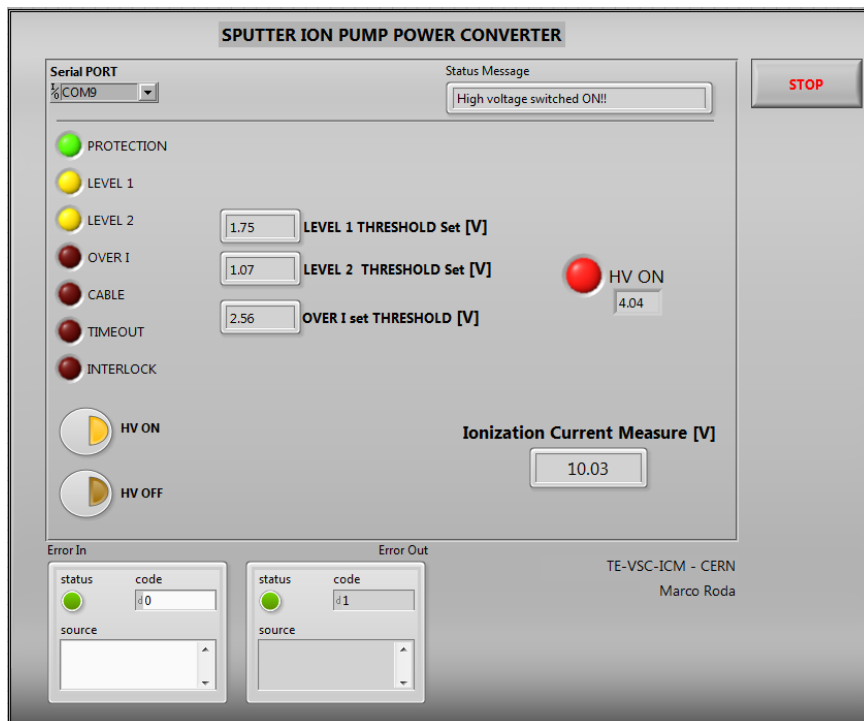 SPUTTER ION PUMP POWER CONVERTER
Serial PORT
I/O COM9
Status Message
High voltage switched ON!!
STOP
PROTECTION
LEVEL 1
LEVEL 2
1.75 LEVEL 1 THRESHOLD Set [V]
OVER I
1.07 LEVEL 2 THRESHOLD Set [V]
HV ON
4.04
CABLE
2.56 OVER I set THRESHOLD [V]
TIMEOUT
INTERLOCK
HV ON
Ionization Current Measure [V]
10.03
HV OFF
Error In
Error Out
status code
d 0
source
status code
d 1
source
TE-VSC-ICM - CERN
Marco Roda